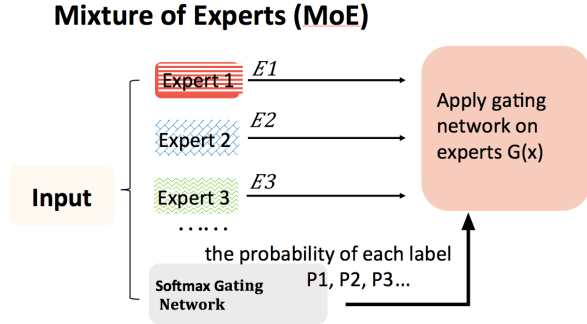 Mixture of Experts (MoE)
Expert 1
E1
Expert 2
E2
Expert 3
E3
......
Input
Apply gating
network on
experts G(x)
the probability of each label
P1, P2, P3...
Softmax Gating
Network